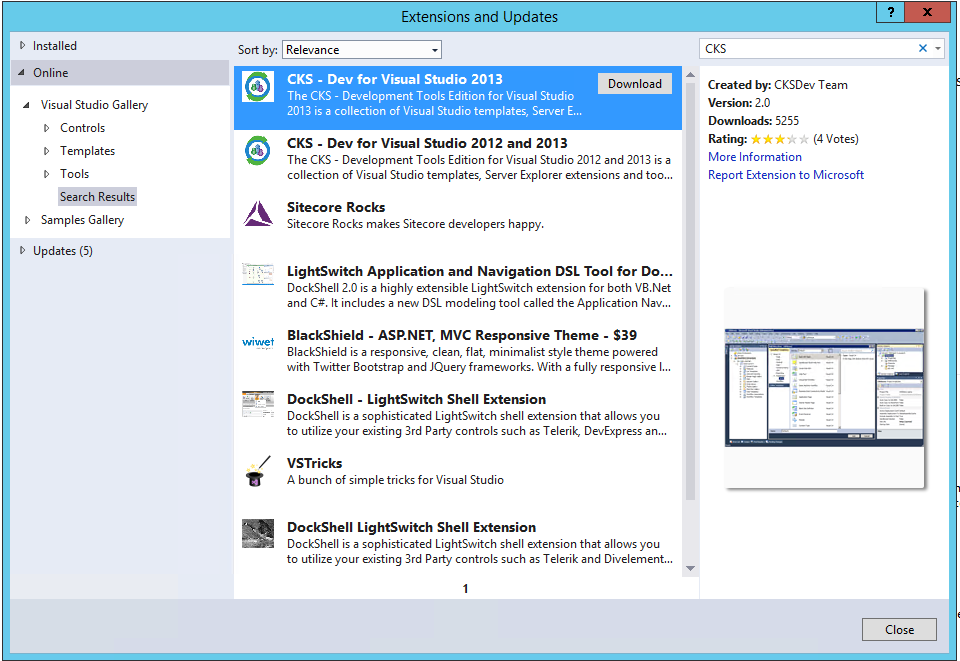 Extensions and Updates
?
x
Installed
Online
Visual Studio Gallery
Controls
Templates
Tools
Search Results
Samples Gallery
Updates (5)
Sort by: Relevance
CKS - Dev for Visual Studio 2013
Download
The CKS - Development Tools Edition for Visual Studio
2013 is a collection of Visual Studio templates, Server E...
CKS - Dev for Visual Studio 2012 and 2013
The CKS - Development Tools Edition for Visual Studio 2012 and 2013 is a
collection of Visual Studio templates, Server Explorer extensions and too...
Sitecore Rocks
Sitecore Rocks makes Sitecore developers happy.
LightSwitch Application and Navigation DSL Tool for Do...
DockShell 2.0 is a highly extensible LightSwitch extension for both VB.Net
and C#. It includes a new DSL modeling tool called the Application Nav...
wiwet
BlackShield - ASP.NET, MVC Responsive Theme - $39
BlackShield is a responsive, clean, flat, minimalist style theme powered
with Twitter Bootstrap and JQuery frameworks. With a fully responsive l...
DockShell - LightSwitch Shell Extension
DockShell is a sophisticated LightSwitch shell extension that allows you
to utilize your existing 3rd Party controls such as Telerik, DevExpress an...
VSTricks
A bunch of simple tricks for Visual Studio
DockShell LightSwitch Shell Extension
DockShell is a sophisticated LightSwitch shell extension that allows you
to utilize your existing 3rd Party controls such as Telerik and Divelement...
1
CKS
Created by: CKSDev Team
Version: 2.0
Downloads: 5255
Rating: (4 Votes)
More Information
Report Extension to Microsoft
Close